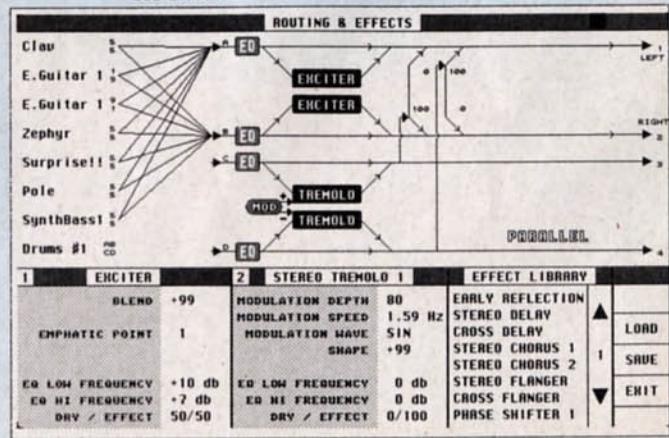 ROUTING & EFFECTS
Clav
E.Guitar 1
E.Guitar 1
Zephyr
Surprise!!
Pole
SynthBass1
Drums #1 AB CD
A EQ
EXCITER
EXCITER
B EQ
C EQ
+
MOD
-
TREMOLO
TREMOLO
D EQ
0 100
100 0
1
LEFT
RIGHT
2
3
4
PARALLEL
1 EXCITER
BLEND +99
EMPHATIC POINT 1
EQ LOW FREQUENCY +10 db
EQ HI FREQUENCY +7 db
DRY / EFFECT 50/50
2 STEREO TREMOLO 1
MODULATION DEPTH 80
MODULATION SPEED 1.59 Hz
MODULATION WAVE SIN
SHAPE +99
EQ LOW FREQUENCY 0 db
EQ HI FREQUENCY 0 db
DRY / EFFECT 0/100
EFFECT LIBRARY
EARLY REFLECTION
STEREO DELAY
CROSS DELAY
STEREO CHORUS 1
STEREO CHORUS 2
STEREO FLANGER
CROSS FLANGER
PHASE SHIFTER 1
1
LOAD
SAVE
EXIT